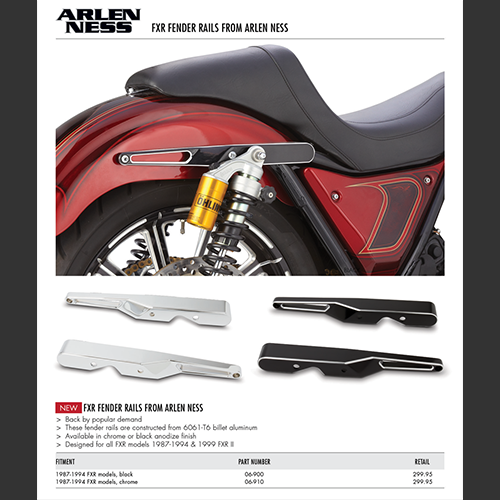 ARLEN
NESS
FXR FENDER RAILS FROM ARLEN NESS
ÖHLINS
NEW FXR FENDER RAILS FROM ARLEN NESS
> Back by popular demand
> These fender rails are constructed from 6061-T6 billet aluminum
> Available in chrome or black anodize finish
> Designed for all FXR models 1987-1994 & 1999 FXR II
FITMENT PART NUMBER RETAIL
1987-1994 FXR models, black 06-900 299.95
1987-1994 FXR models, chrome 06-910 299.95